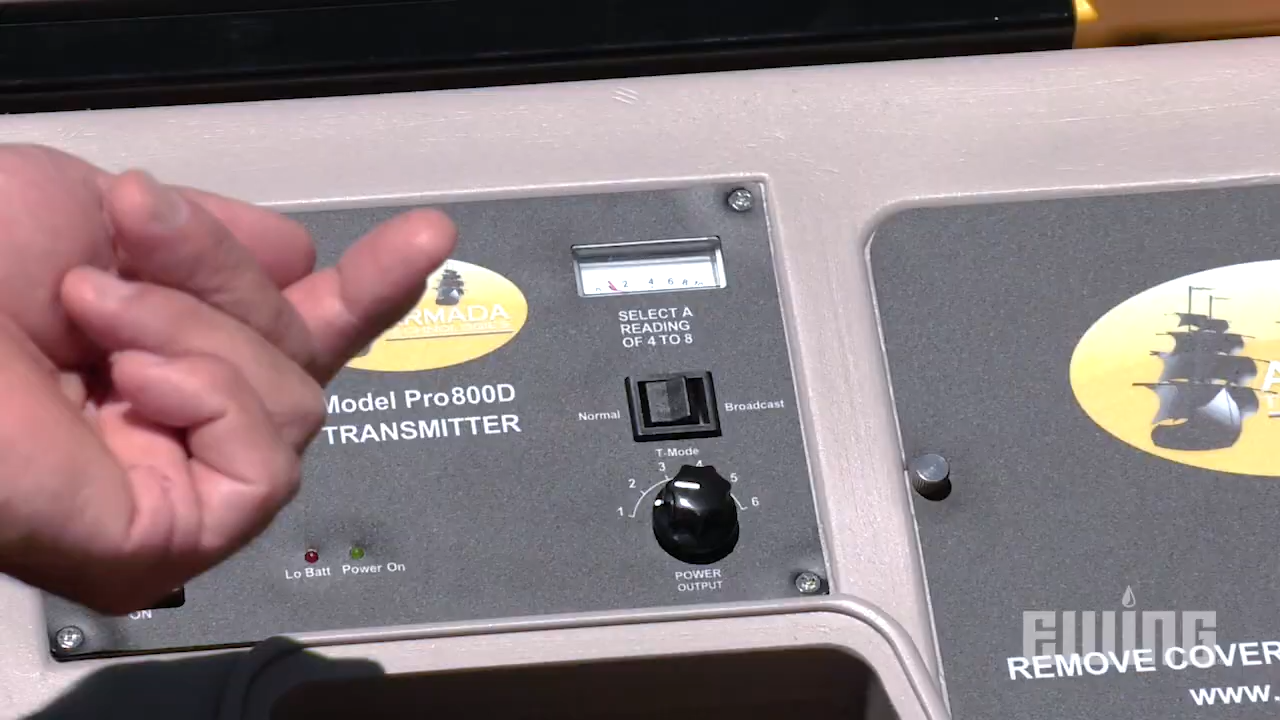 2 4 6 8
SELECT A
READING
OF 4 TO 8
ARMADA
Model Pro800D
TRANSMITTER
Normal
Broadcast
T-Mode
1 2 3 4 5 6
POWER
OUTPUT
Lo Batt
Power On
ON
EWING
REMOVE COVER
www.